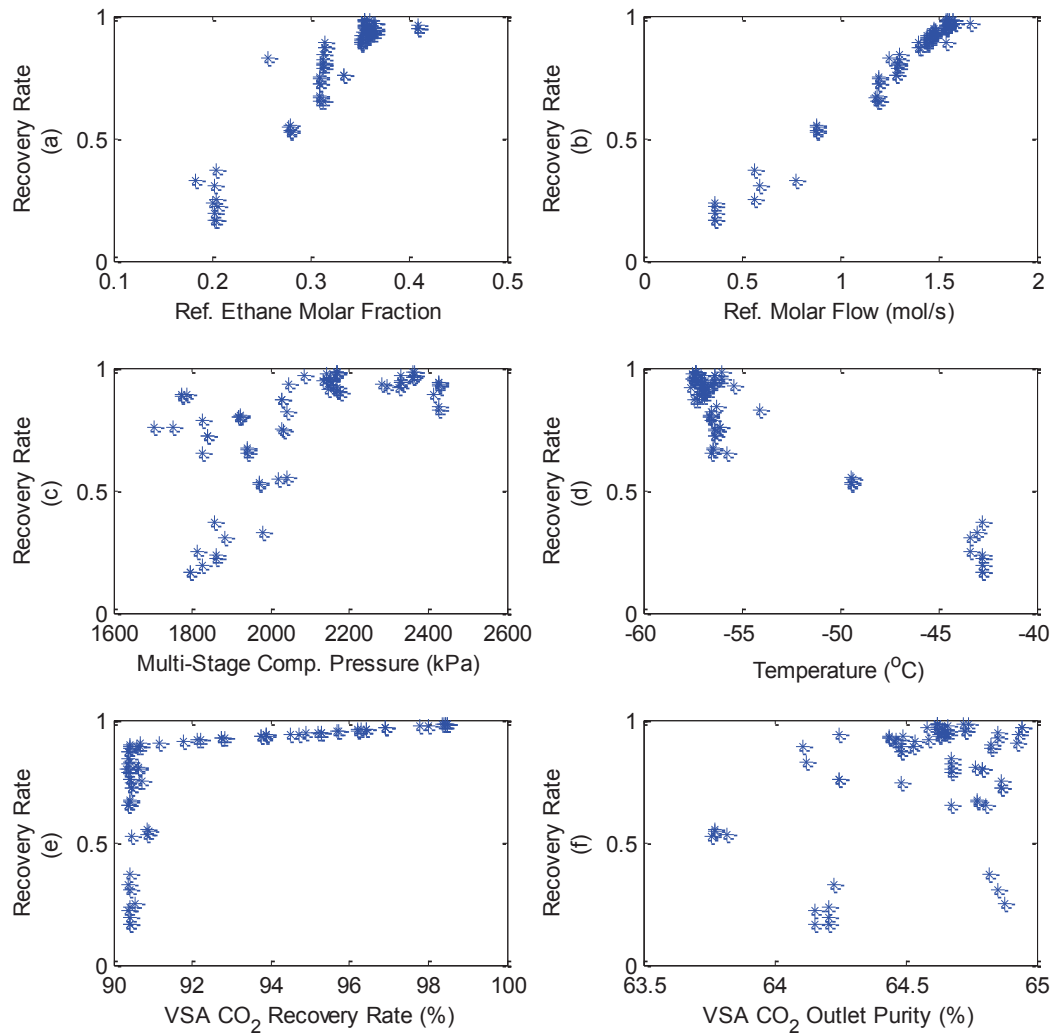 1
0.5
0
Recovery Rate
(a)
0.1 0.2 0.3 0.4 0.5
Ref. Ethane Molar Fraction
1
0.5
0
Recovery Rate
(b)
0 0.5 1 1.5 2
Ref. Molar Flow (mol/s)
1
0.5
0
Recovery Rate
(c)
1600 1800 2000 2200 2400 2600
Multi-Stage Comp. Pressure (kPa)
1
0.5
0
Recovery Rate
(d)
-60 -55 -50 -45 -40
Temperature (°C)
1
0.5
0
Recovery Rate
(e)
90 92 94 96 98 100
VSA CO₂ Recovery Rate (%)
1
0.5
0
Recovery Rate
(f)
63.5 64 64.5 65
VSA CO₂ Outlet Purity (%)